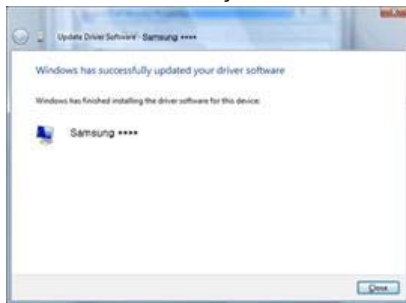 Update Driver Software - Samsung ****
Windows has successfully updated your driver software
Windows has finished installing the driver software for this device:
Samsung ****
Close